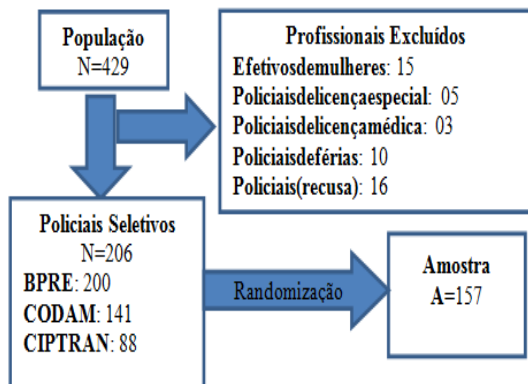 População
N=429
Profissionais Excluídos
Efetivosdemulheres: 15
Policiaisdelicençaespecial: 05
Policiaisdelicençamédica: 03
Policiaisdeférias: 10
Policiais(recusa): 16
Policiais Seletivos
N=206
BPRE: 200
CODAM: 141
CIPTRAN: 88
Randomização
Amostra
A=157